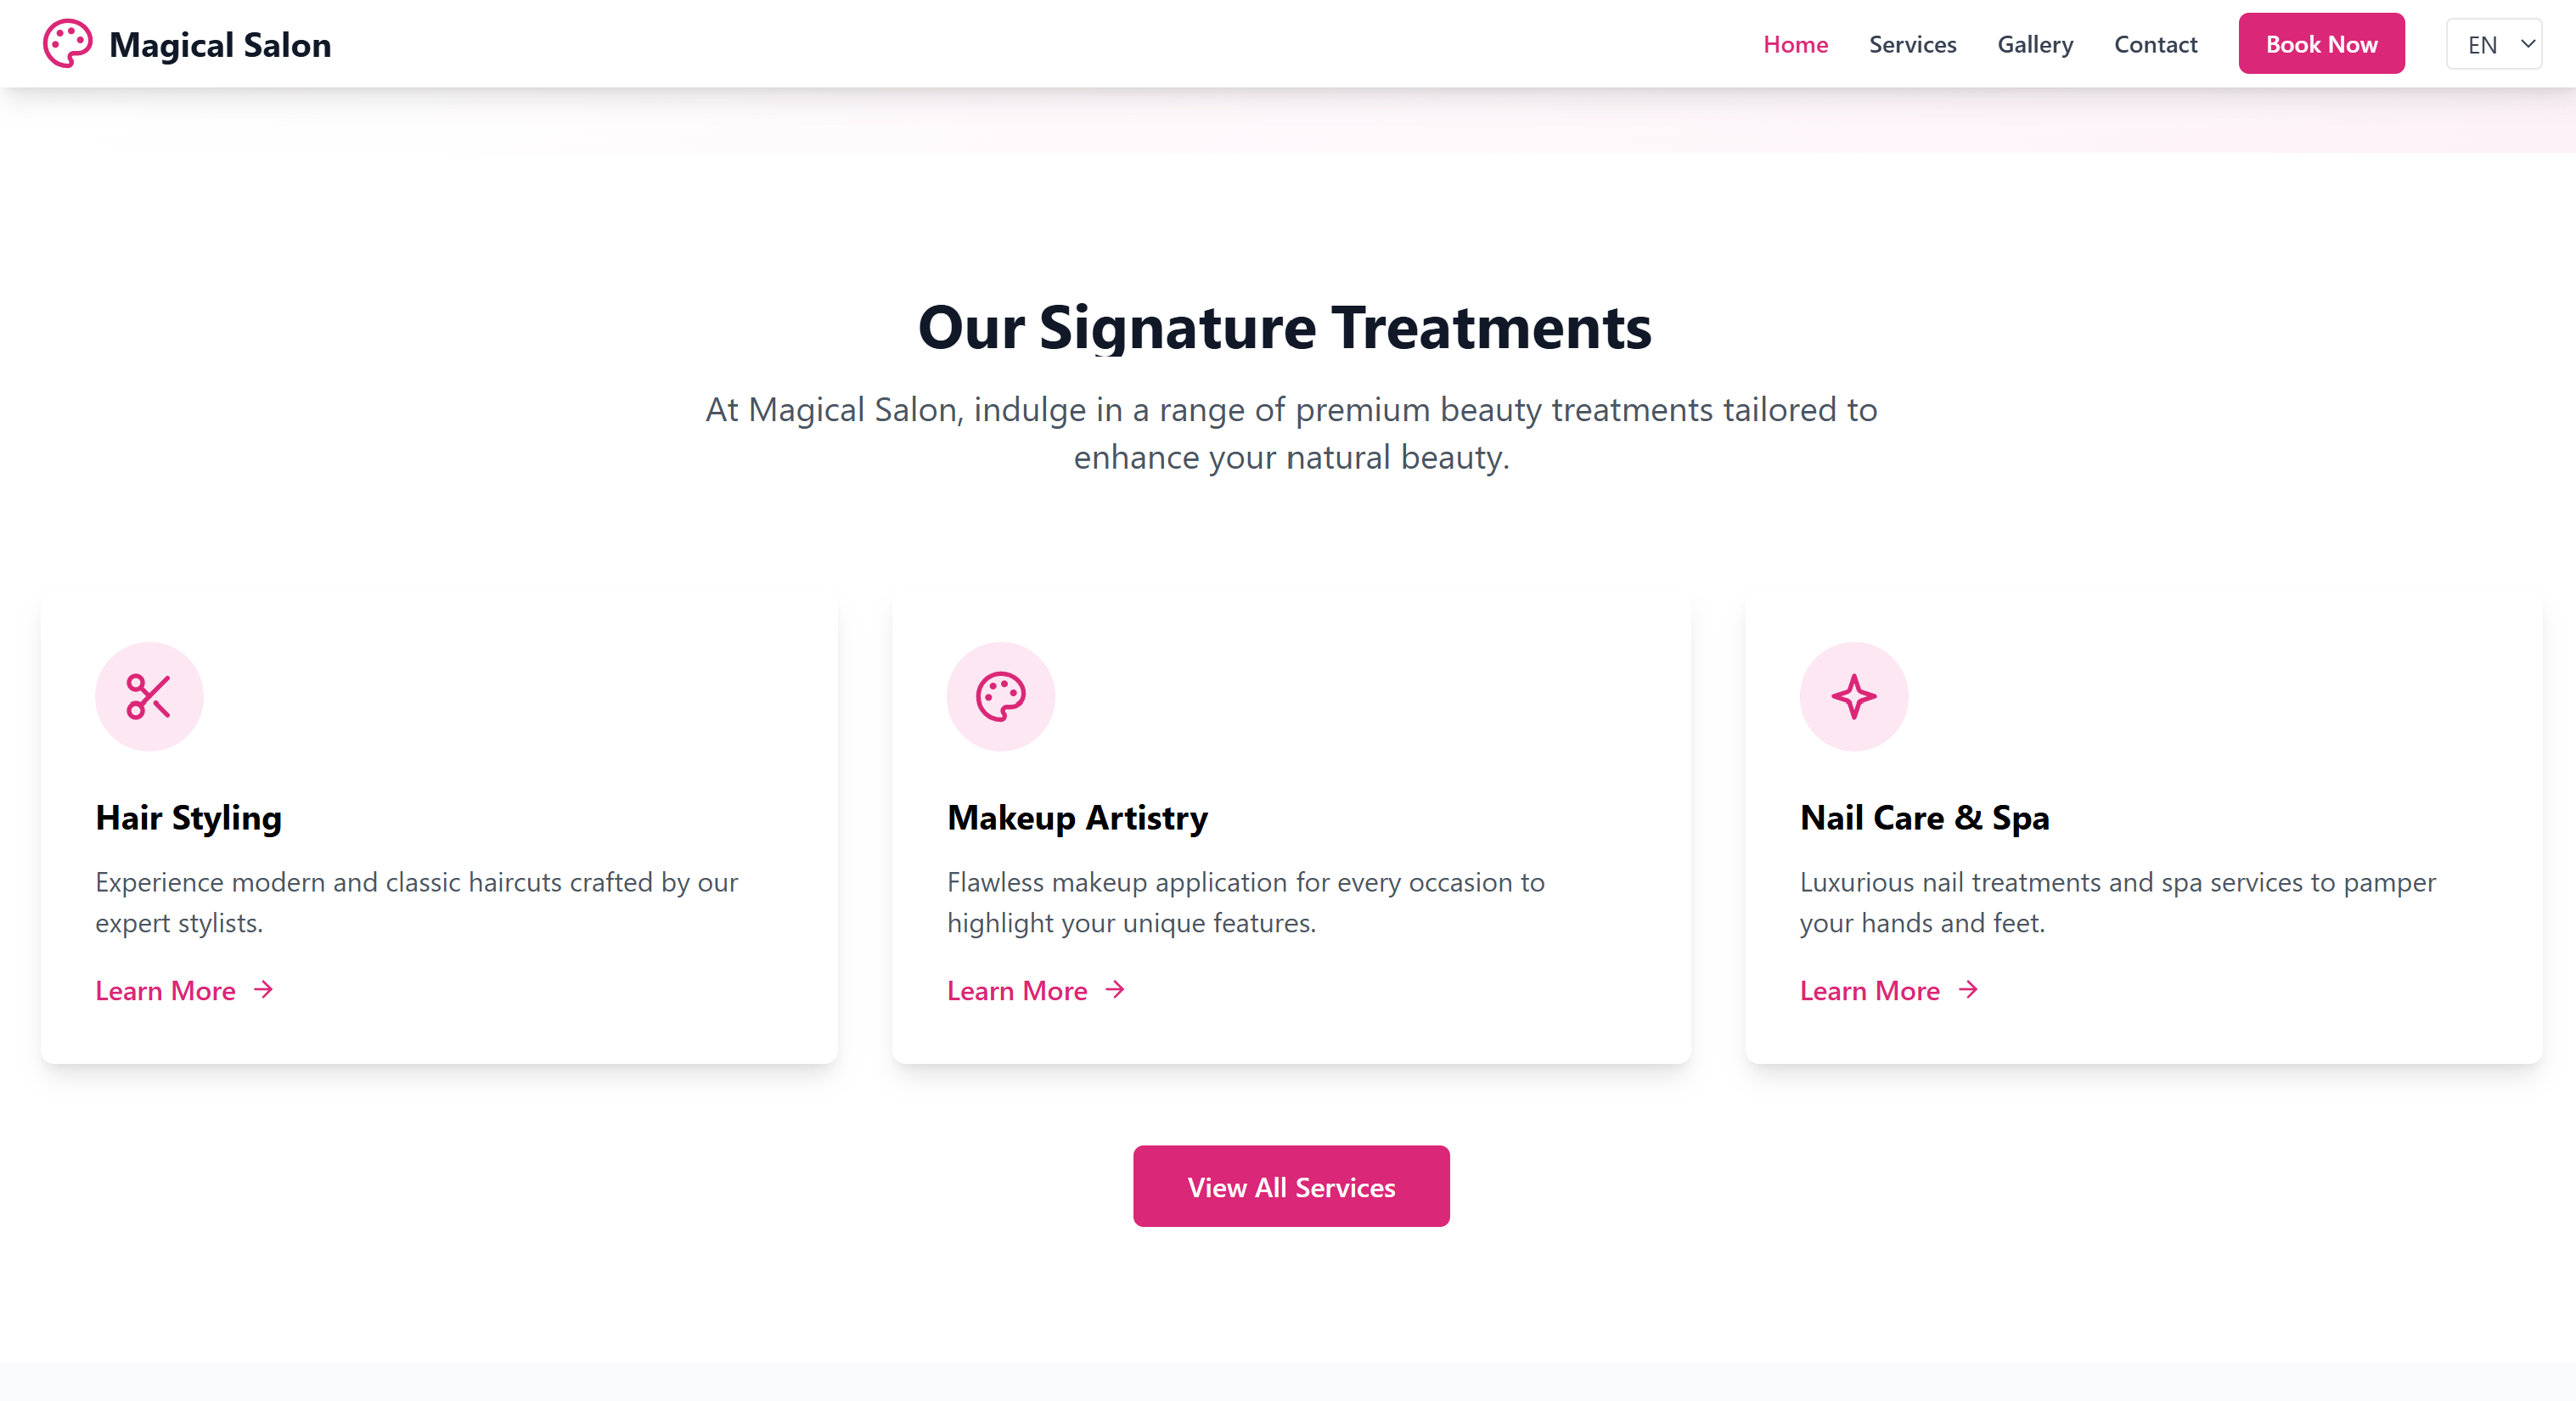 Magical Salon
Home
Services
Gallery
Contact
Book Now
EN
Our Signature Treatments
At Magical Salon, indulge in a range of premium beauty treatments tailored to
enhance your natural beauty.
Hair Styling
Experience modern and classic haircuts crafted by our
expert stylists.
Learn More
Makeup Artistry
Flawless makeup application for every occasion to
highlight your unique features.
Learn More
Nail Care & Spa
Luxurious nail treatments and spa services to pamper
your hands and feet.
Learn More
View All Services